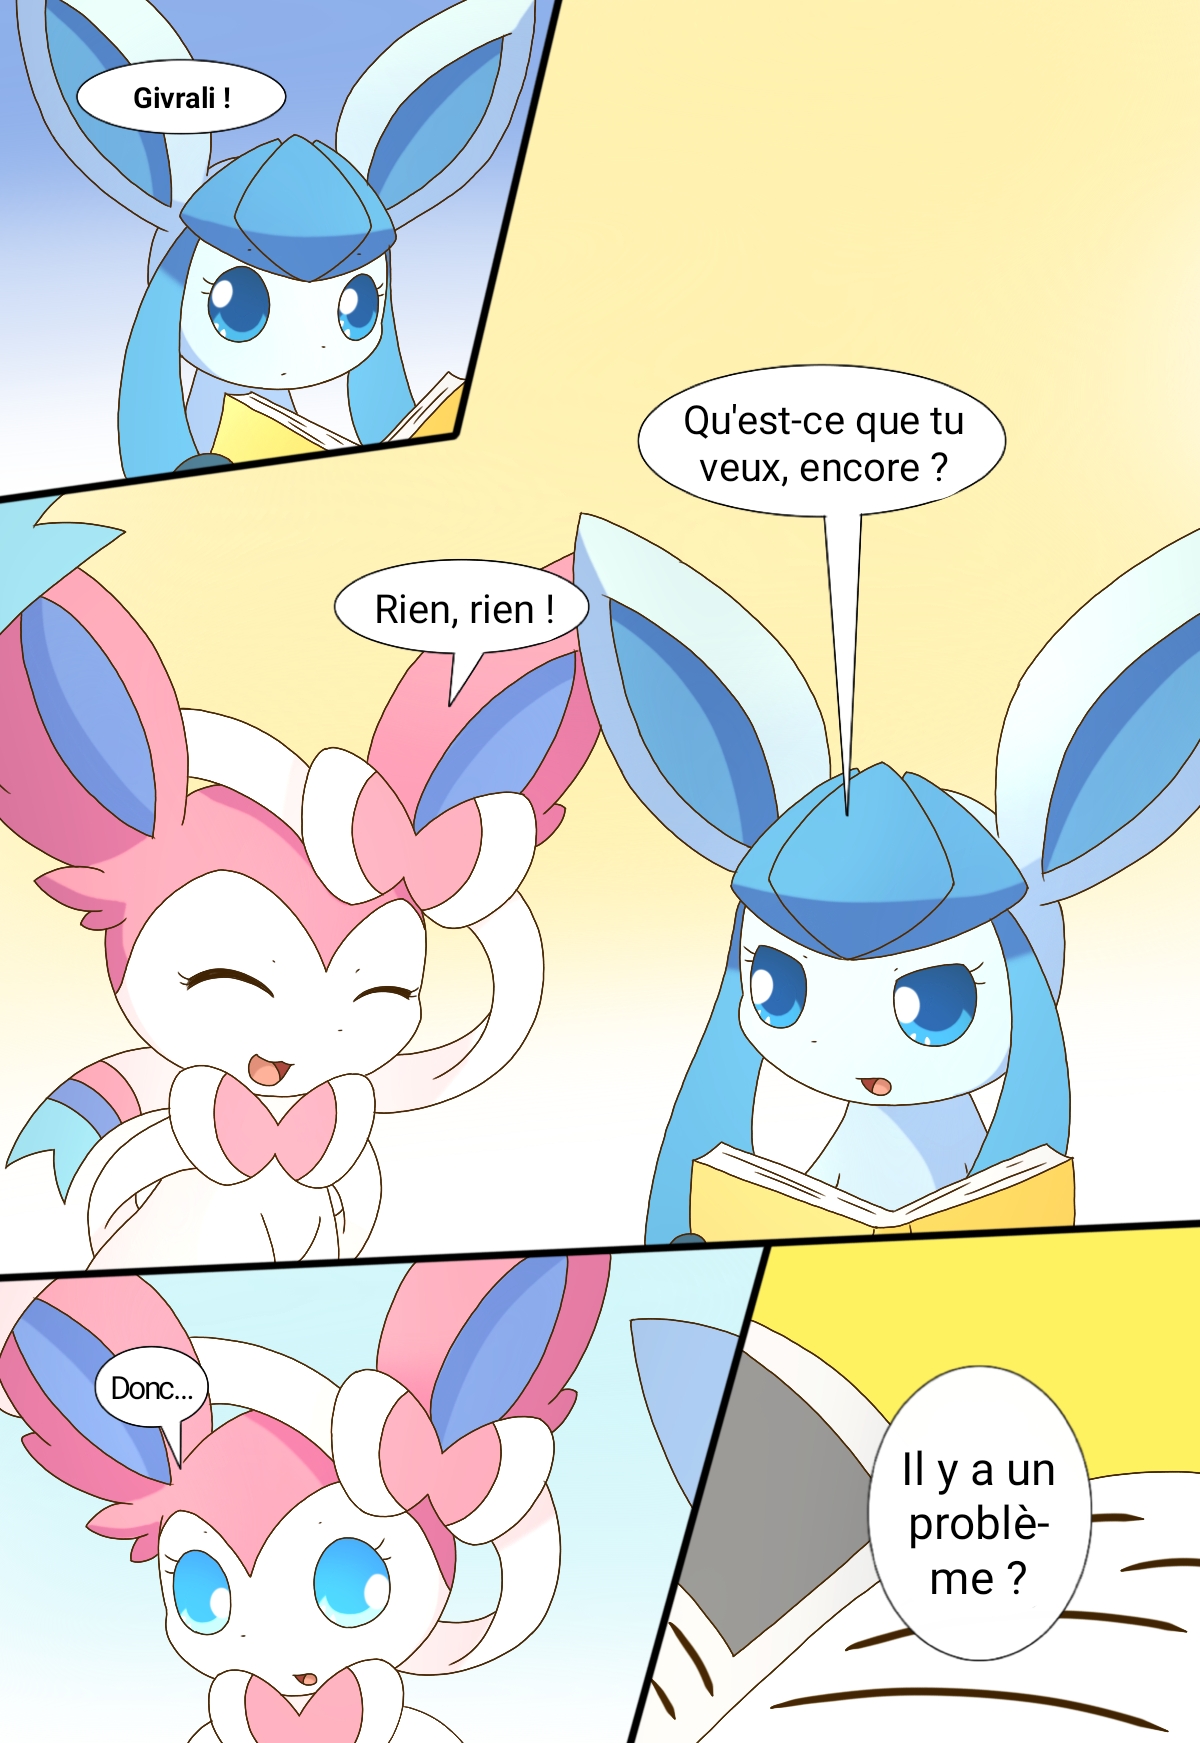 Givrali !
Qu'est-ce que tu
veux, encore ?
Rien, rien !
Donc...
Il y a un
problè-
me ?